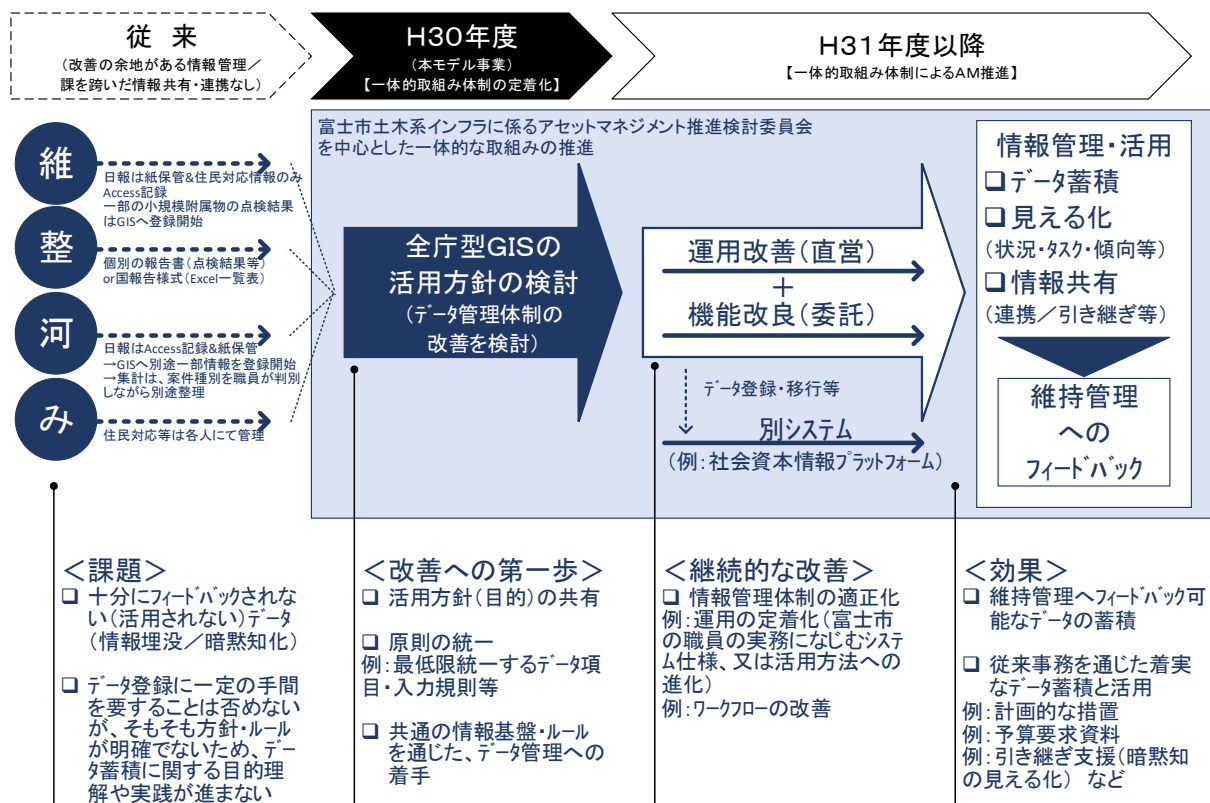 従 来
(改善の余地がある情報管理／
課を跨いだ情報共有・連携なし)
H30年度
(本モデル事業)
【一体的取組み体制の定着化】
H31年度以降
【一体的取組み体制によるAM推進】
富士市土木系インフラに係るアセットマネジメント推進検討委員会
を中心とした一体的な取組みの推進
維
日報は紙保管&住民対応情報のみ
Access記録
一部の小規模附属物の点検結果
はGISへ登録開始
整
個別の報告書(点検結果等)
or国報告様式(Excel一覧表)
河
日報はAccess記録&紙保管
→GISへ別途一部情報を登録開始
→集計は、案件種別を職員が判別
しながら別途整理
み
住民対応等は各人にて管理
全庁型GISの
活用方針の検討
(ﾃﾞｰﾀ管理体制の
改善を検討)
運用改善(直営)
＋
機能改良(委託)
ﾃﾞｰﾀ登録・移行等
別ｼｽﾃﾑ
(例:社会資本情報ﾌﾟﾗｯﾄﾌｫｰﾑ)
情報管理・活用
❑ﾃﾞｰﾀ蓄積
❑見える化
(状況・ﾀｽｸ・傾向等)
❑情報共有
(連携／引き継ぎ等)
維持管理
への
ﾌｨｰﾄﾞﾊﾞｯｸ
＜課題＞
❑ 十分にﾌｨｰﾄﾞﾊﾞｯｸされな
い(活用されない)ﾃﾞｰﾀ
(情報埋没／暗黙知化)
❑ ﾃﾞｰﾀ登録に一定の手間
を要することは否めない
が、そもそも方針・ﾙｰﾙ
が明確でないため、ﾃﾞｰ
ﾀ蓄積に関する目的理
解や実践が進まない
＜改善への第一歩＞
❑ 活用方針(目的)の共有
❑ 原則の統一
例:最低限統一するﾃﾞｰﾀ項
目・入力規則等
❑ 共通の情報基盤・ﾙｰﾙ
を通じた、ﾃﾞｰﾀ管理への
着手
＜継続的な改善＞
❑ 情報管理体制の適正化
例:運用の定着化(富士市
の職員の実務になじむｼｽﾃ
ﾑ仕様、又は活用方法への
進化)
例:ﾜｰｸﾌﾛｰの改善
＜効果＞
❑ 維持管理へﾌｨｰﾄﾞﾊﾞｯｸ可
能なﾃﾞｰﾀの蓄積
❑ 従来事務を通じた着実
なﾃﾞｰﾀ蓄積と活用
例:計画的な措置
例:予算要求資料
例:引き継ぎ支援(暗黙知
の見える化) など